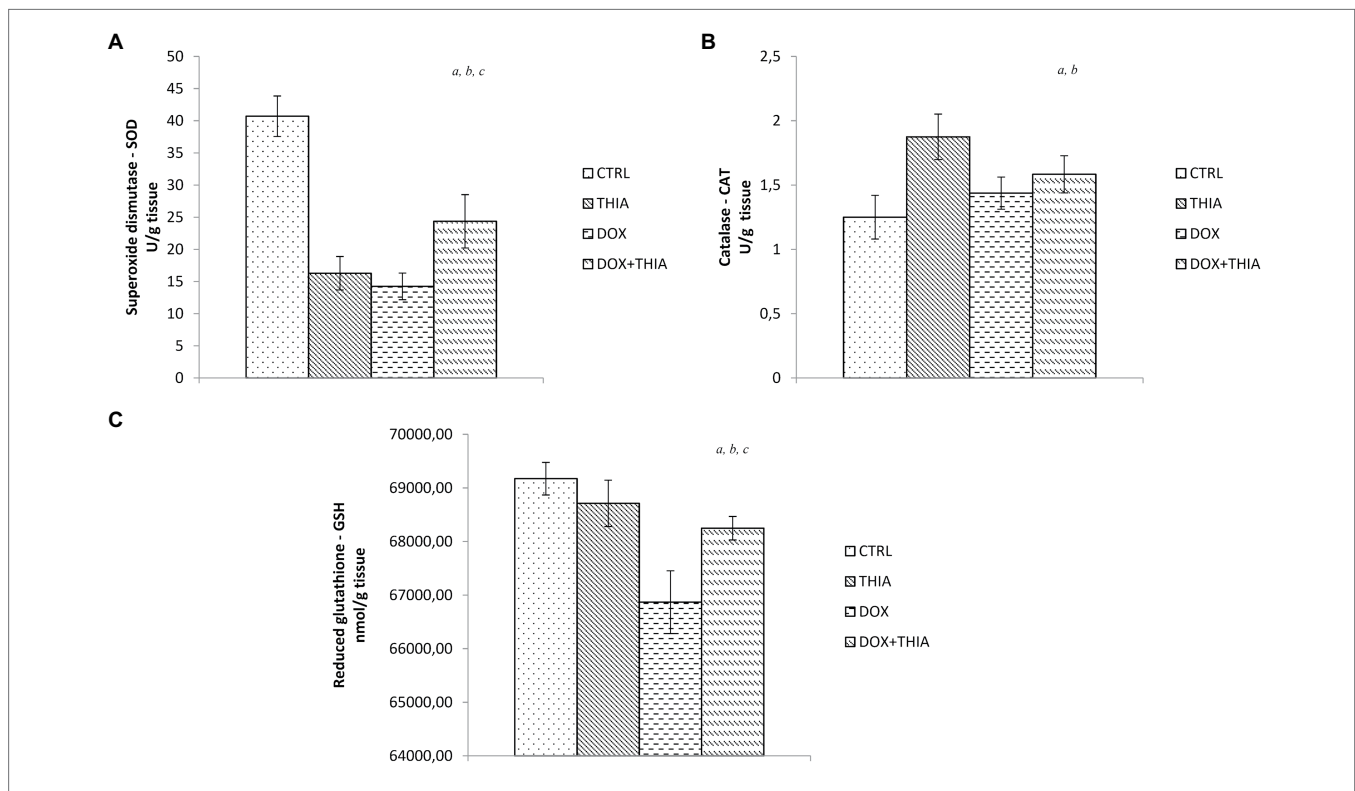 A
Superoxide dismutase - SOD
U/g tissue
50
45
40
35
30
25
20
15
10
5
0
a, b, c
CTRL
THIA
DOX
DOX+THIA
B
Catalase - CAT
U/g tissue
2,5
2
1,5
1
0,5
0
a, b
CTRL
THIA
DOX
DOX+THIA
C
Reduced glutathione - GSH
nmol/g tissue
70000,00
69000,00
68000,00
67000,00
66000,00
65000,00
64000,00
a, b, c
CTRL
THIA
DOX
DOX+THIA